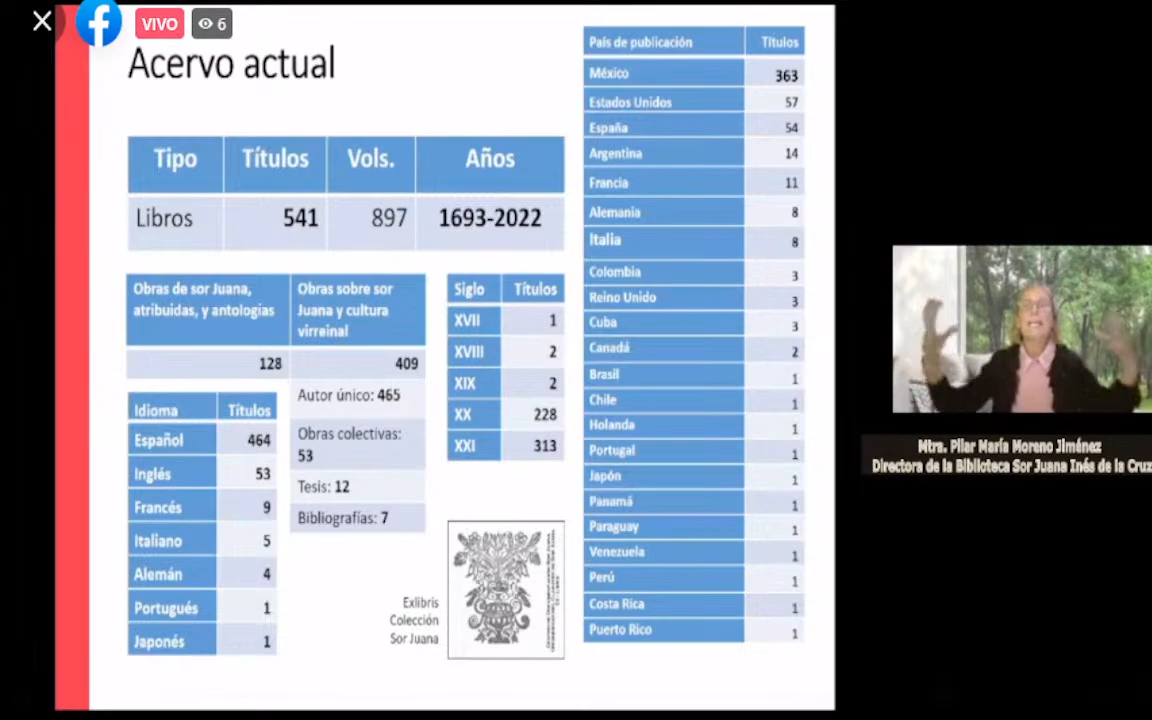 VIVO
6
Acervo actual
Tipo Títulos Vols. Años
Libros 541 897 1693-2022
Obras de sor Juana,
atribuidas, y antologias
Obras sobre sor
Juana y cultura
virreinal
128 409
Autor único: 465
Obras colectivas:
53
Tesis: 12
Bibliografías: 7
Idioma Títulos
Español 464
Inglés 53
Francés 9
Italiano 5
Alemán 4
Portugués 1
Japonés 1
Siglo Títulos
XVII 1
XVIII 2
XIX 2
XX 228
XXI 313
Exlibris
Colección
Sor Juana
País de publicación Títulos
México 363
Estados Unidos 57
España 54
Argentina 14
Francia 11
Alemania 8
Italia 8
Colombia 3
Reino Unido 3
Cuba 3
Canadá 2
Brasil 1
Chile 1
Holanda 1
Portugal 1
Japón 1
Panamá 1
Paraguay 1
Venezuela 1
Perú 1
Costa Rica 1
Puerto Rico 1
Mtra. Pilar María Moreno Jiménez
Directora de la Biblioteca Sor Juana Inés de la Cruz